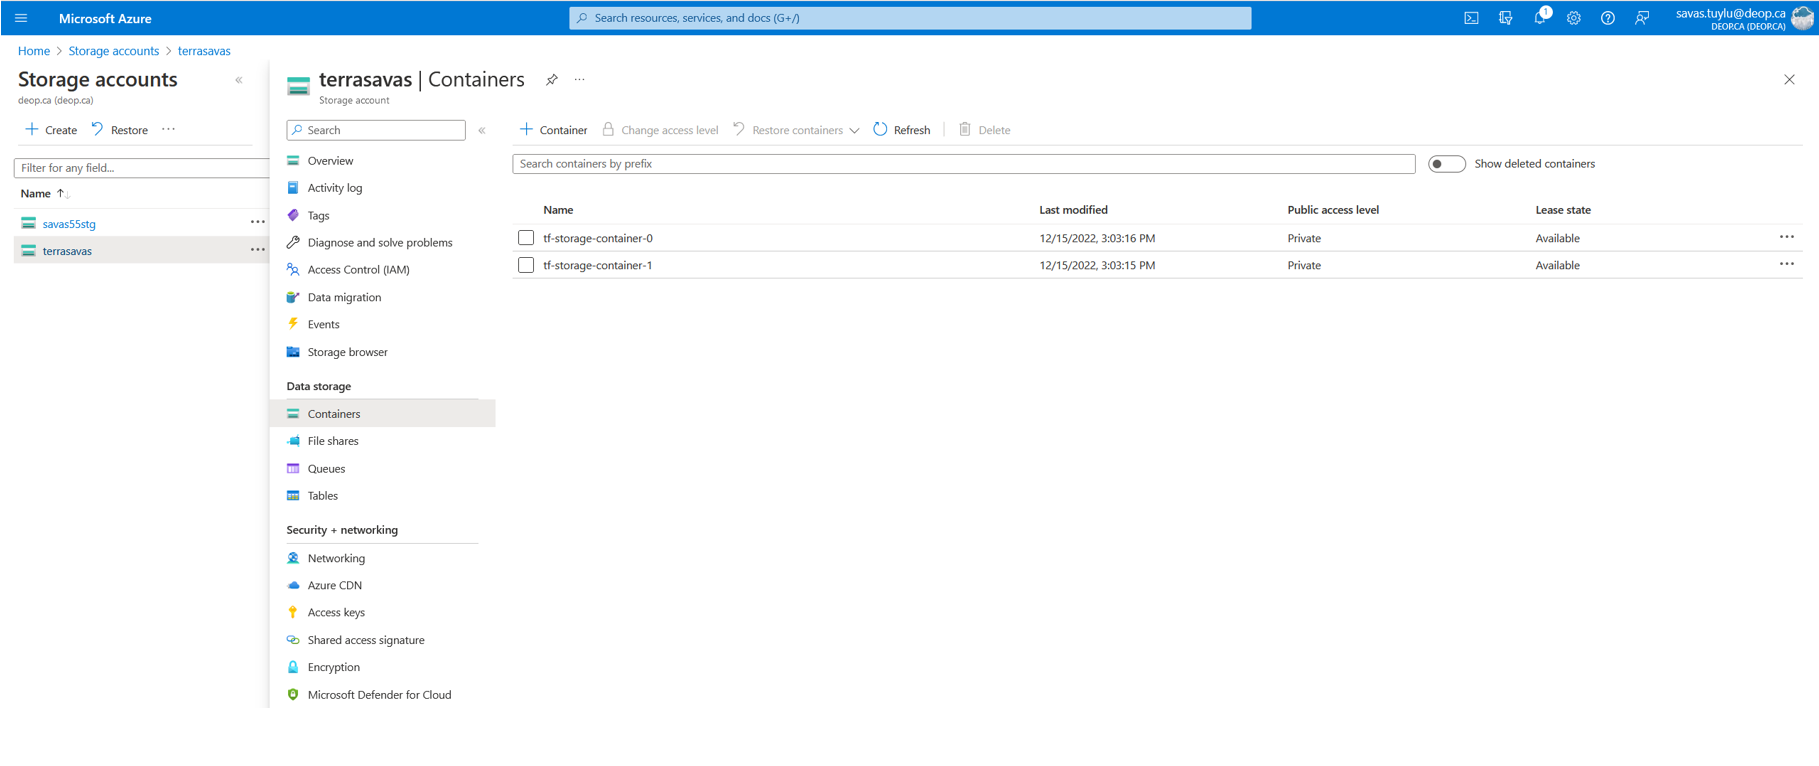 Microsoft Azure
Search resources, services, and docs (G+/)
1
savas.tuylu@deop.ca
DEOP.CA (DEOP.CA)
Home > Storage accounts > terrasavas
Storage accounts
deop.ca (deop.ca)
Create
Restore
Filter for any field...
Name
savas55stg
terrasavas
terrasavas | Containers
Storage account
Search
Overview
Activity log
Tags
Diagnose and solve problems
Access Control (IAM)
Data migration
Events
Storage browser
Data storage
Containers
File shares
Queues
Tables
Security + networking
Networking
Azure CDN
Access keys
Shared access signature
Encryption
Microsoft Defender for Cloud
Container Change access level Restore containers Refresh Delete
Search containers by prefix
Show deleted containers
Name Last modified Public access level Lease state
tf-storage-container-0 12/15/2022, 3:03:16 PM Private Available
tf-storage-container-1 12/15/2022, 3:03:15 PM Private Available